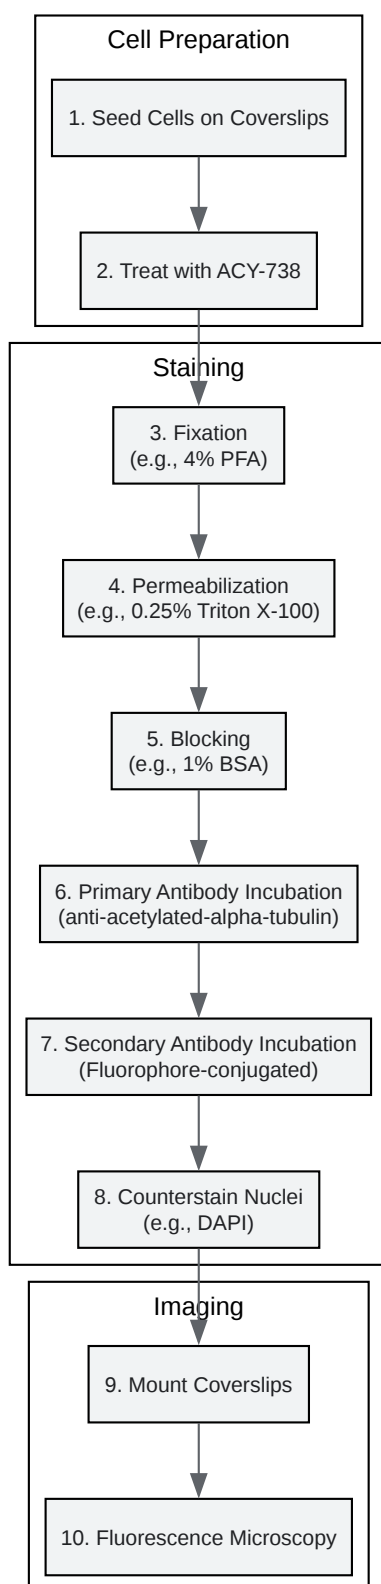 Cell Preparation
1. Seed Cells on Coverslips
2. Treat with ACY-738
Staining
3. Fixation
(e.g., 4% PFA)
4. Permeabilization
(e.g., 0.25% Triton X-100)
5. Blocking
(e.g., 1% BSA)
6. Primary Antibody Incubation
(anti-acetylated-alpha-tubulin)
7. Secondary Antibody Incubation
(Fluorophore-conjugated)
8. Counterstain Nuclei
(e.g., DAPI)
Imaging
9. Mount Coverslips
10. Fluorescence Microscopy